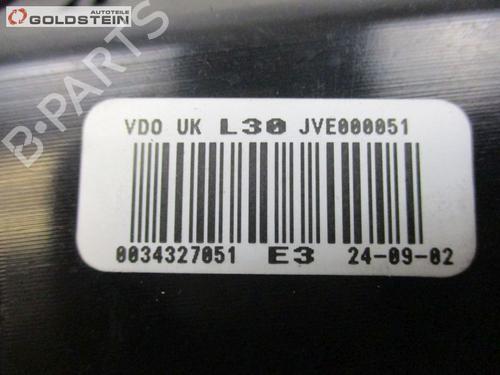 AUTOTEILE
GOLDSTEIN
B-PARTS
VDO UK L30 JVE000051
0034327051 E3 24-09-02